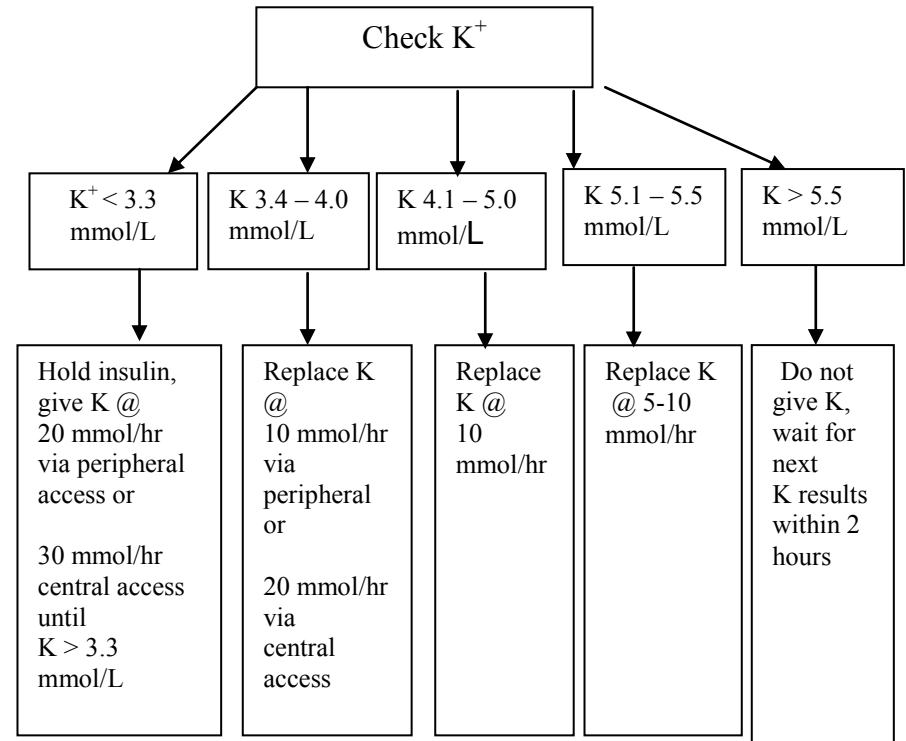 Check K+
K+ < 3.3
mmol/L
K 3.4 – 4.0
mmol/L
K 4.1 – 5.0
mmol/L
K 5.1 – 5.5
mmol/L
K > 5.5
mmol/L
Hold insulin,
give K @
20 mmol/hr
via peripheral
access or
30 mmol/hr
central access
until
K > 3.3
mmol/L
Replace K
@
10 mmol/hr
via
peripheral
or
20 mmol/hr
via
central
access
Replace
K @
10
mmol/hr
Replace K
@ 5-10
mmol/hr
Do not
give K,
wait for
next
K results
within 2
hours